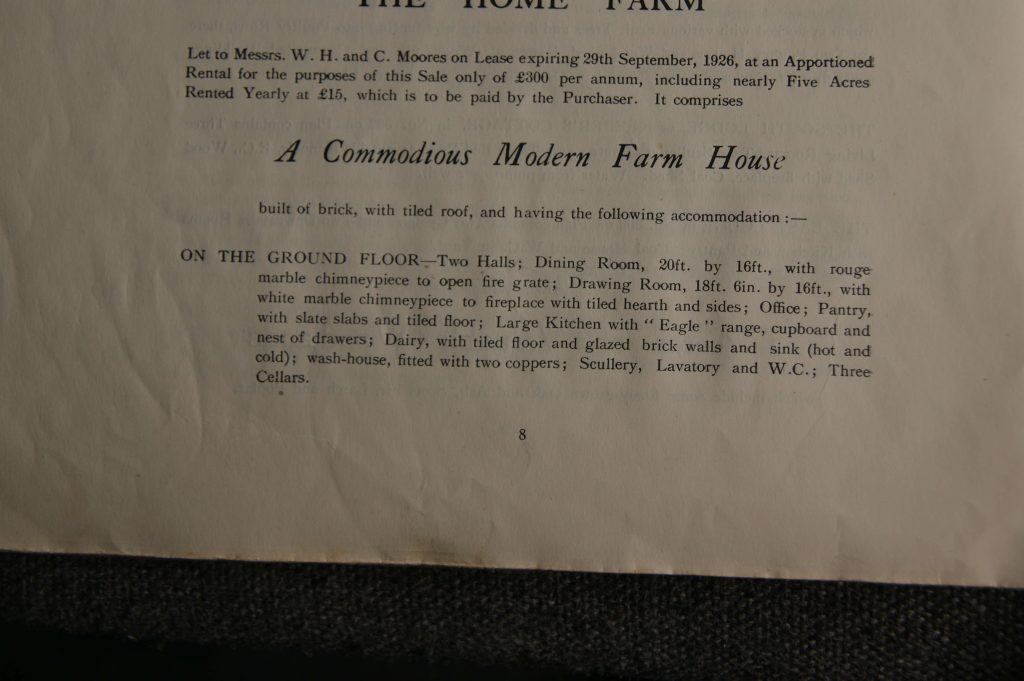 THE HOME FARM
Let to Messrs. W. H. and C. Moores on Lease expiring 29th September, 1926, at an Apportioned
Rental for the purposes of this Sale only of £300 per annum, including nearly Five Acres
Rented Yearly at £15, which is to be paid by the Purchaser. It comprises
A Commodious Modern Farm House
built of brick, with tiled roof, and having the following accommodation :—
ON THE GROUND FLOOR—Two Halls; Dining Room, 20ft. by 16ft., with rouge
marble chimneypiece to open fire grate; Drawing Room, 18ft. 6in. by 16ft., with
white marble chimneypiece to fireplace with tiled hearth and sides; Office; Pantry,
with slate slabs and tiled floor; Large Kitchen with "Eagle" range, cupboard and
nest of drawers; Dairy, with tiled floor and glazed brick walls and sink (hot and
cold); wash-house, fitted with two coppers; Scullery, Lavatory and W.C.; Three
Cellars.
8